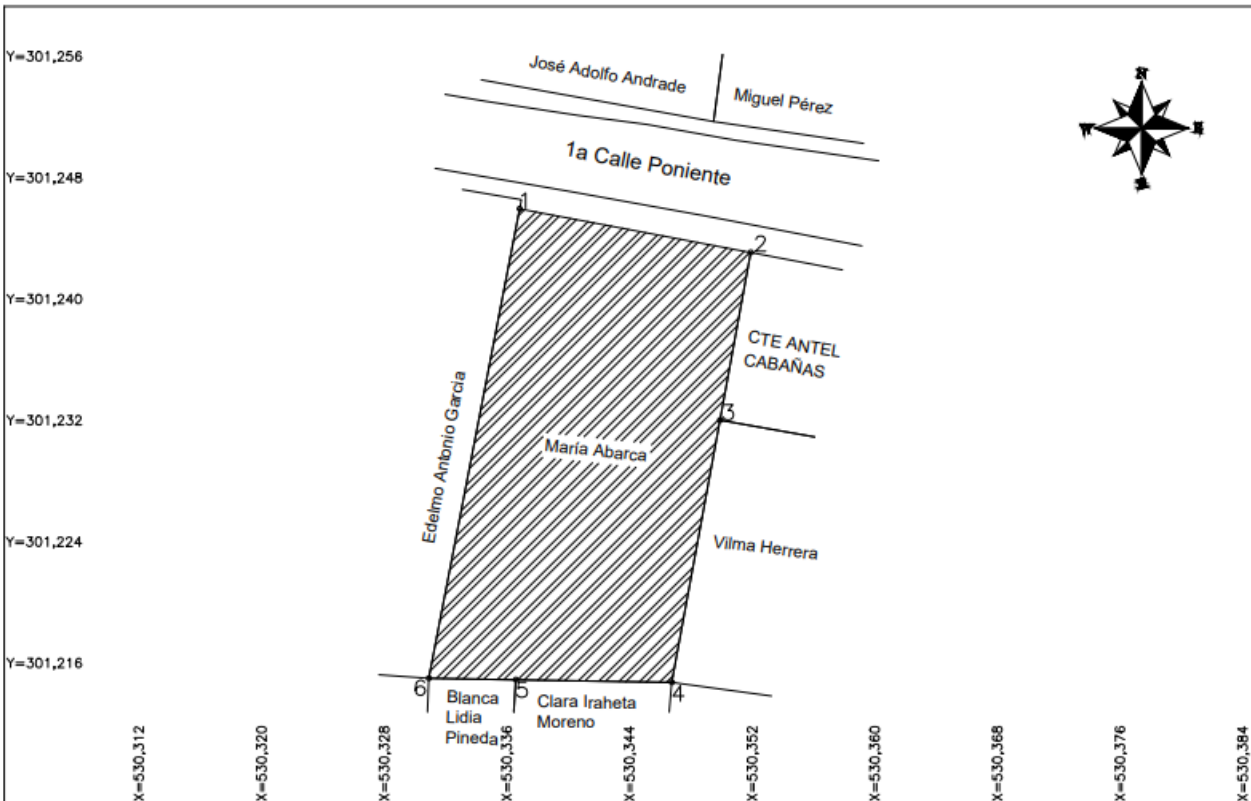 Y=301,256
José Adolfo Andrade
Miguel Pérez
N
W
E
S
1a Calle Poniente
Y=301,248
1
2
Y=301,240
CTE ANTEL
CABAÑAS
Y=301,232
3
Edelmo Antonio Garcia
María Abarca
Y=301,224
Vilma Herrera
Y=301,216
6
5
4
Blanca
Lidia
Pineda
Clara Iraheta
Moreno
x=530,312
x=530,320
x=530,328
x=530,336
x=530,344
x=530,352
x=530,360
x=530,368
x=530,376
x=530,384